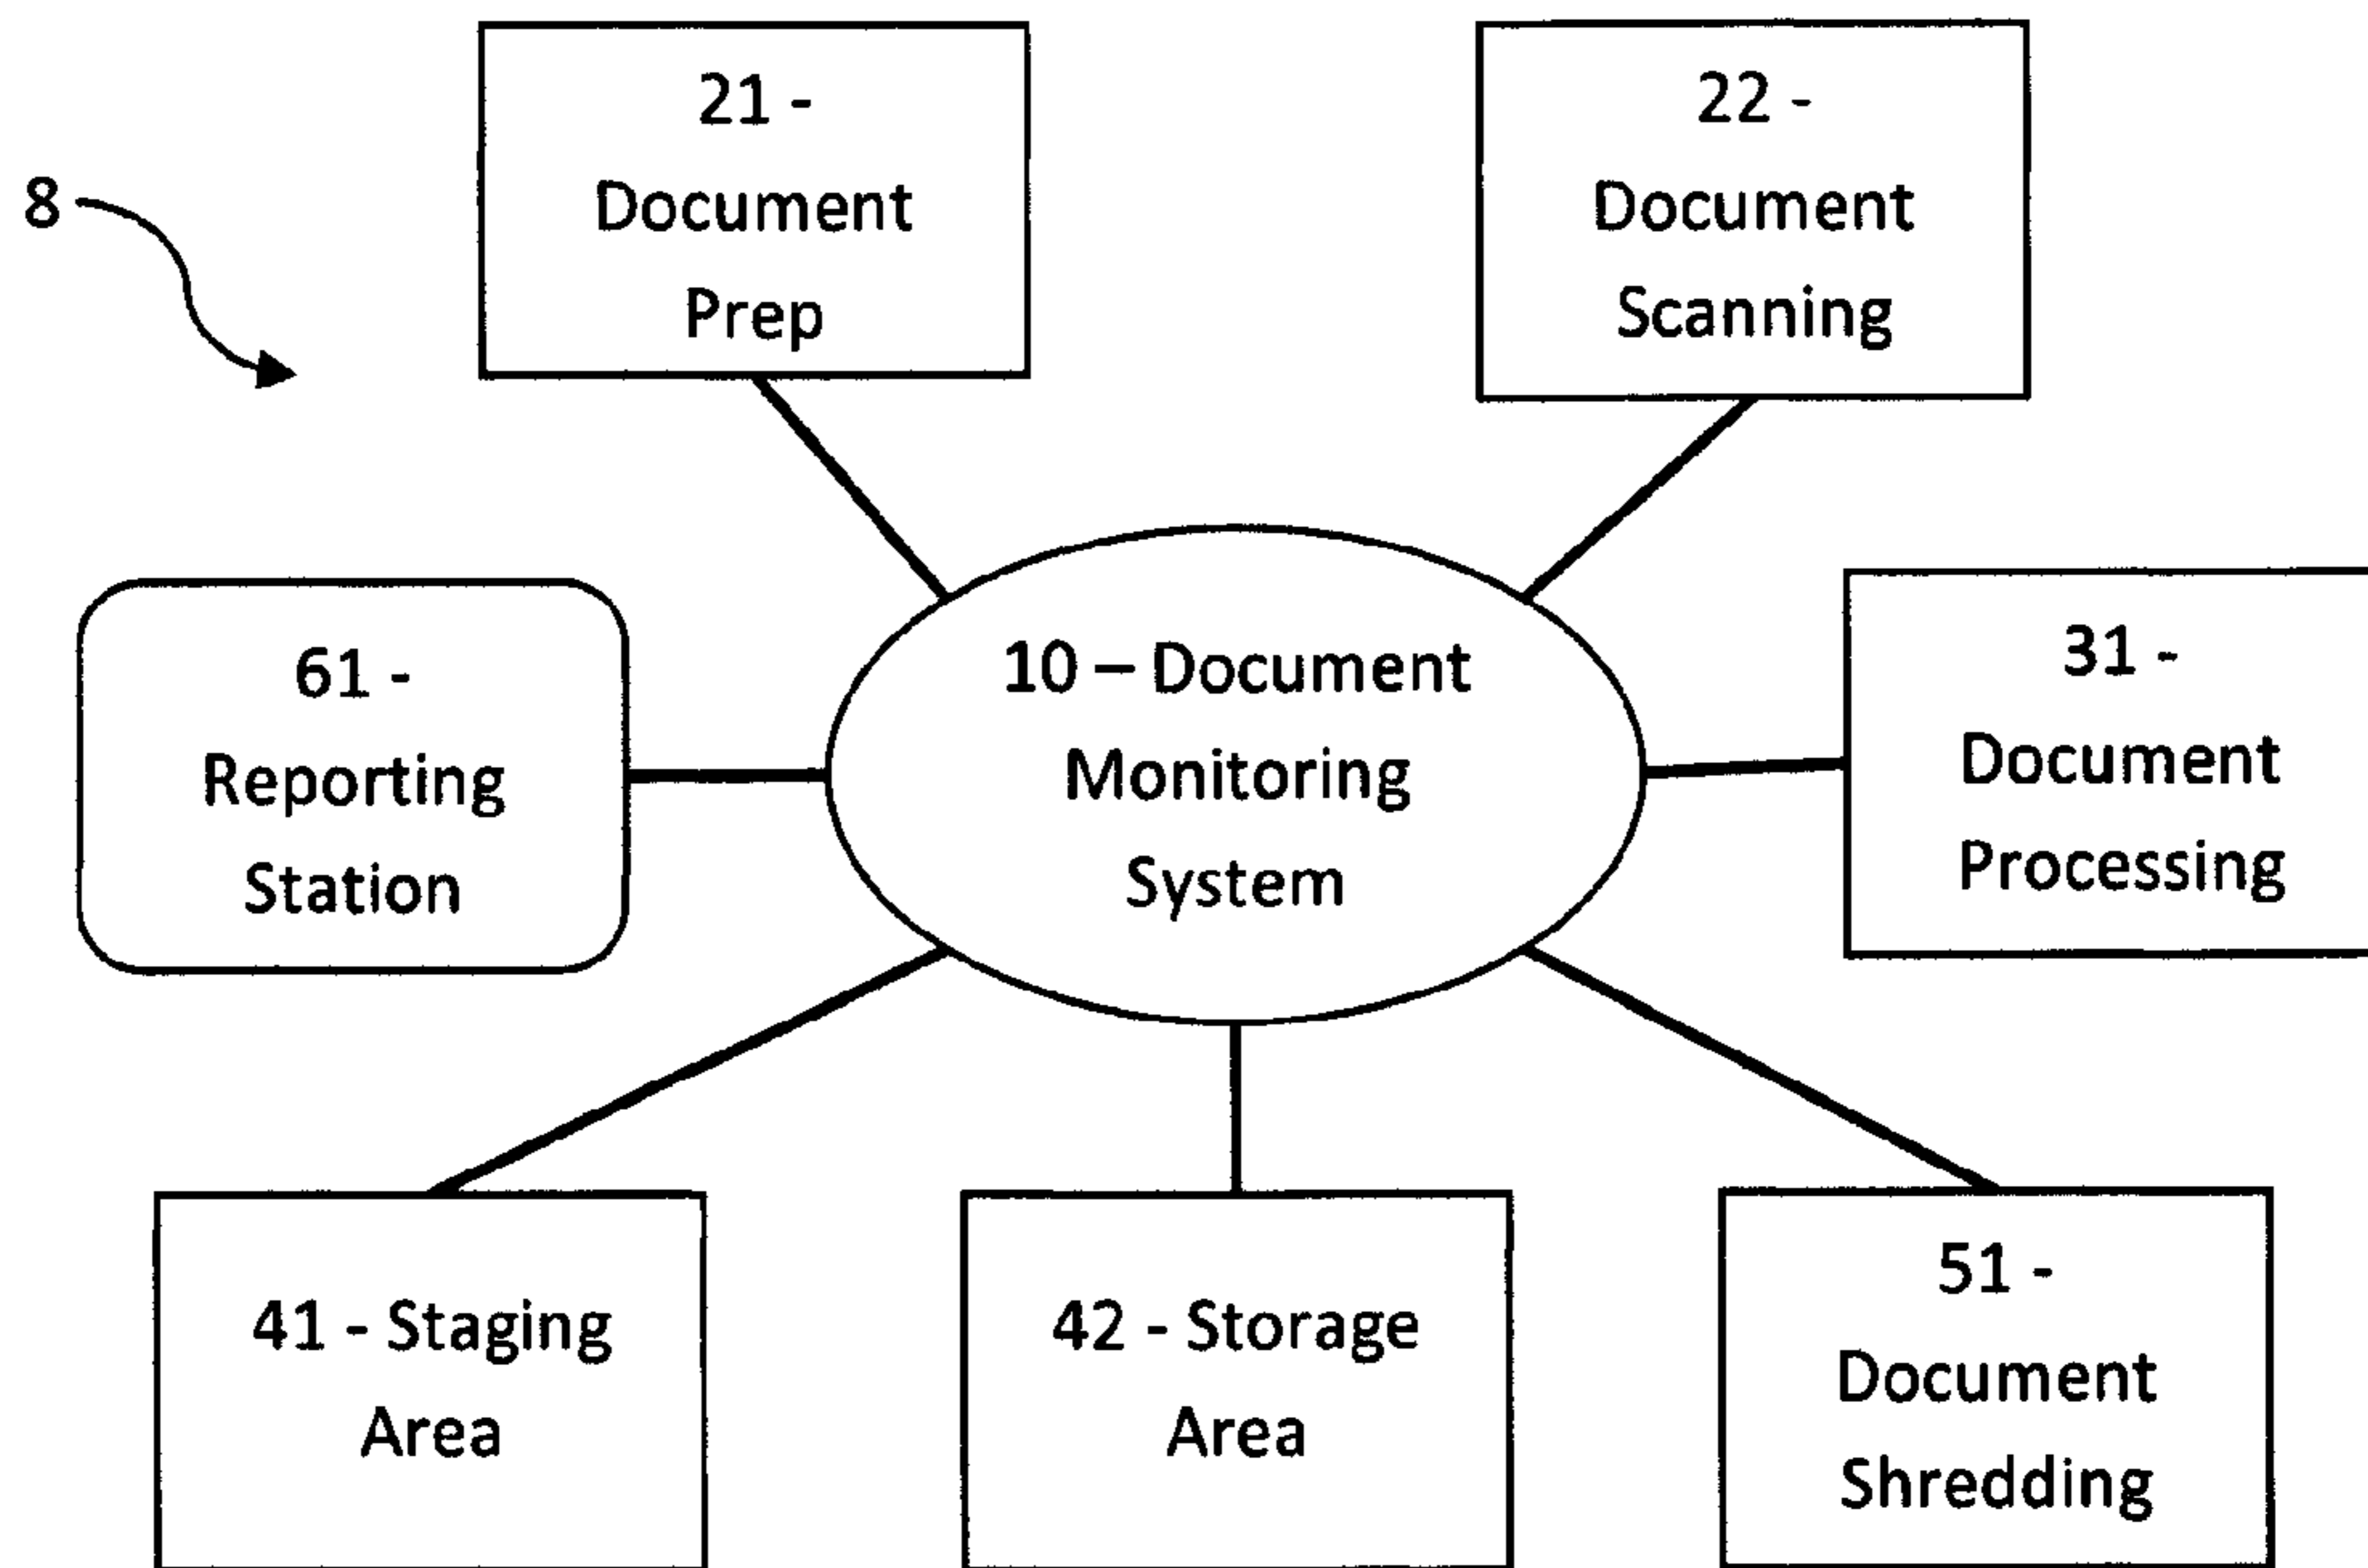 21 -
Document
Prep
22 -
Document
Scanning
8
61 -
Reporting
Station
10 – Document
Monitoring
System
31 -
Document
Processing
41 - Staging
Area
42 - Storage
Area
51 -
Document
Shredding